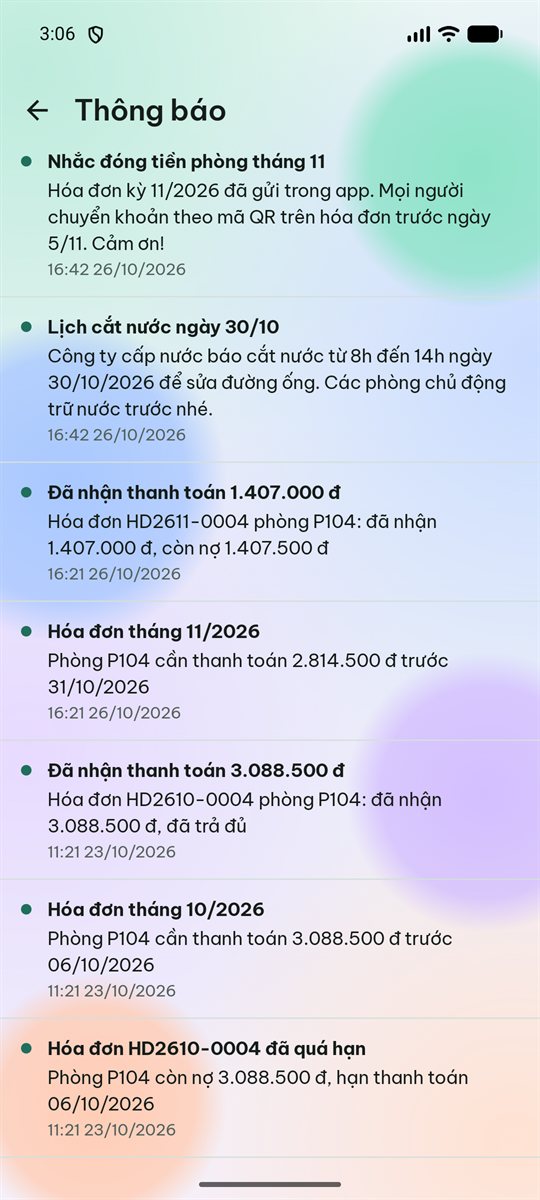 3:06
Thông báo
Nhắc đóng tiền phòng tháng 11
Hóa đơn kỳ 11/2026 đã gửi trong app. Mọi người
chuyển khoản theo mã QR trên hóa đơn trước ngày
5/11. Cảm ơn!
16:42 26/10/2026
Lịch cắt nước ngày 30/10
Công ty cấp nước báo cắt nước từ 8h đến 14h ngày
30/10/2026 để sửa đường ống. Các phòng chủ động
trữ nước trước nhé.
16:42 26/10/2026
Đã nhận thanh toán 1.407.000 đ
Hóa đơn HD2611-0004 phòng P104: đã nhận
1.407.000 đ, còn nợ 1.407.500 đ
16:21 26/10/2026
Hóa đơn tháng 11/2026
Phòng P104 cần thanh toán 2.814.500 đ trước
31/10/2026
16:21 26/10/2026
Đã nhận thanh toán 3.088.500 đ
Hóa đơn HD2610-0004 phòng P104: đã nhận
3.088.500 đ, đã trả đủ
11:21 23/10/2026
Hóa đơn tháng 10/2026
Phòng P104 cần thanh toán 3.088.500 đ trước
06/10/2026
11:21 23/10/2026
Hóa đơn HD2610-0004 đã quá hạn
Phòng P104 còn nợ 3.088.500 đ, hạn thanh toán
06/10/2026
11:21 23/10/2026